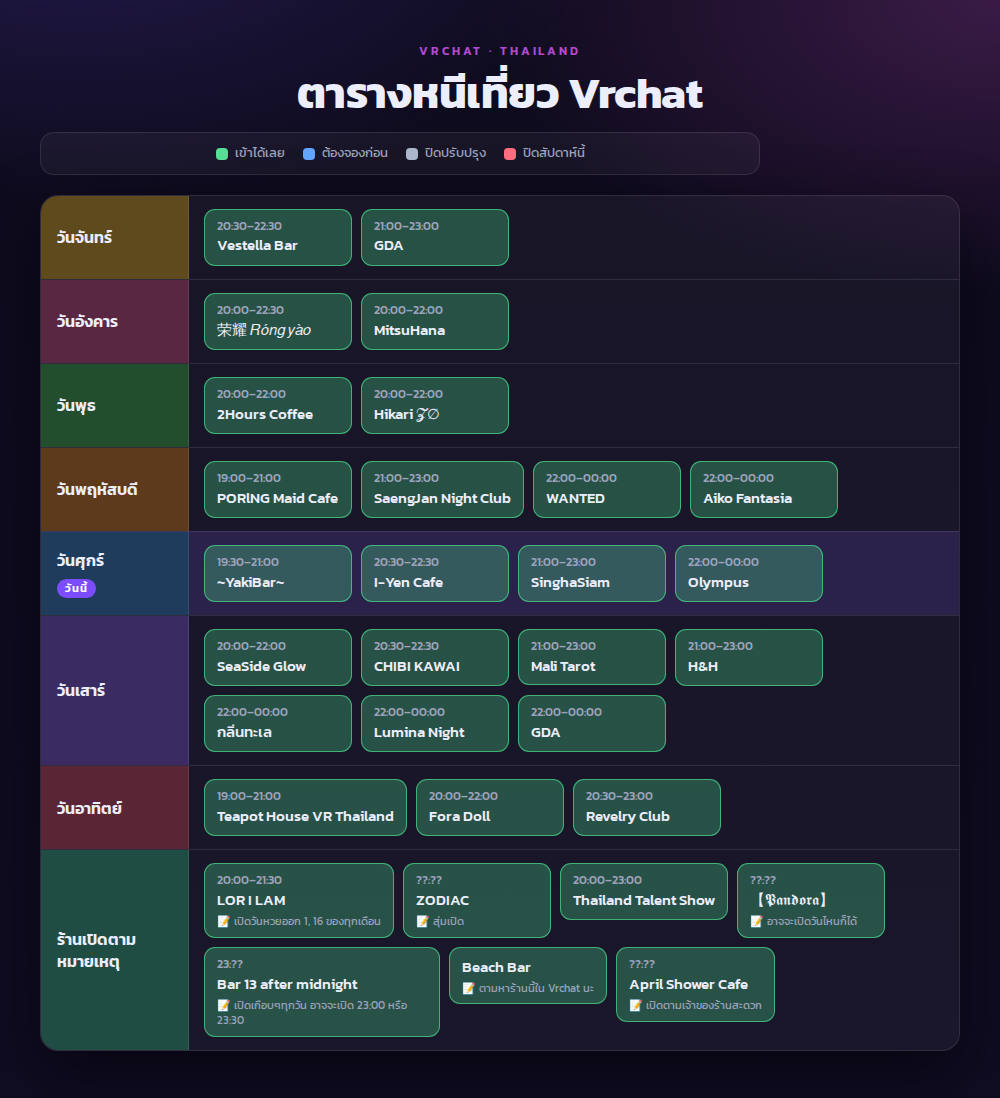 VRCHAT · THAILAND
ตารางหนีเที่ยว Vrchat
เข้าได้เลย ต้องจองก่อน ปิดปรับปรุง ปิดสัปดาห์นี้
วันจันทร์
20:30–22:30
Vestella Bar
21:00–23:00
GDA
วันอังคาร
20:00–22:30
荣耀 𝘙ó𝘯𝘨 𝘺à𝘰
20:00–22:00
MitsuHana
วันพุธ
20:00–22:00
2Hours Coffee
20:00–22:00
Hikari 𝒵∅
วันพฤหัสบดี
19:00–21:00
PORlNG Maid Cafe
21:00–23:00
SaengJan Night Club
22:00–00:00
WANTED
22:00–00:00
Aiko Fantasia
วันศุกร์
วันนี้
19:30–21:00
~YakiBar~
20:30–22:30
I-Yen Cafe
21:00–23:00
SinghaSiam
22:00–00:00
Olympus
วันเสาร์
20:00–22:00
SeaSide Glow
20:30–22:30
CHIBI KAWAI
21:00–23:00
Mali Tarot
21:00–23:00
H&H
22:00–00:00
กลิ่นทะเล
22:00–00:00
Lumina Night
22:00–00:00
GDA
วันอาทิตย์
19:00–21:00
Teapot House VR Thailand
20:00–22:00
Fora Doll
20:30–23:00
Revelry Club
ร้านเปิดตาม
หมายเหตุ
20:00–21:30
LOR I LAM
📝 เปิดวันหวยออก 1, 16 ของทุกเดือน
??:??
ZODIAC
📝 สุ่มเปิด
20:00–23:00
Thailand Talent Show
??:??
【𝕻𝖆𝖓𝖉𝖔𝖗𝖆】
📝 อาจจะเปิดวันไหนก็ได้
23:??
Bar 13 after midnight
📝 เปิดเกือบๆทุกวัน อาจจะเปิด 23:00 หรือ
23:30
Beach Bar
📝 ตามหาร้านนี้ใน Vrchat นะ
??:??
April Shower Cafe
📝 เปิดตามเจ้าของร้านสะดวก